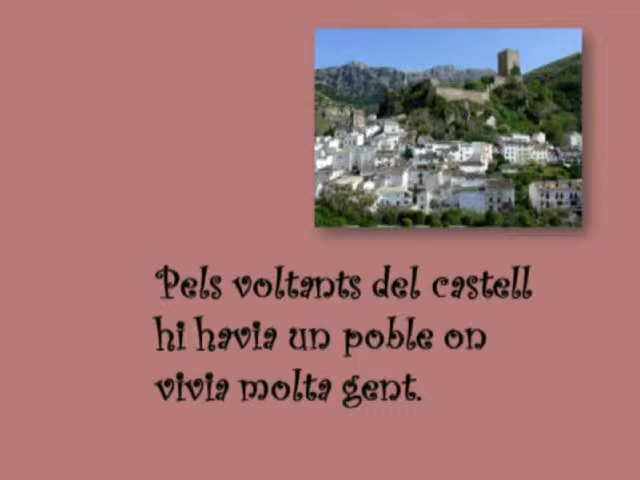 Pels voltants del castell
hi havia un poble on
vivia molta gent.